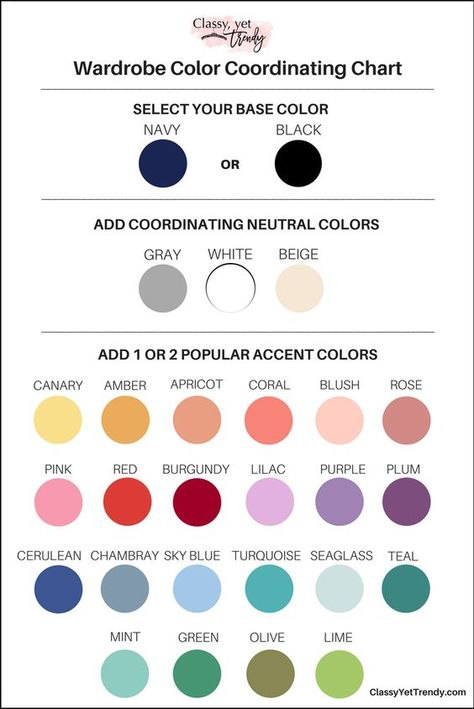 Classy, yet
trendy
Wardrobe Color Coordinating Chart
SELECT YOUR BASE COLOR
NAVY BLACK
OR
ADD COORDINATING NEUTRAL COLORS
GRAY WHITE BEIGE
ADD 1 OR 2 POPULAR ACCENT COLORS
CANARY AMBER APRICOT CORAL BLUSH ROSE
PINK RED BURGUNDY LILAC PURPLE PLUM
CERULEAN CHAMBRAY SKY BLUE TURQUOISE SEAGLASS TEAL
MINT GREEN OLIVE LIME
ClassyYetTrendy.com